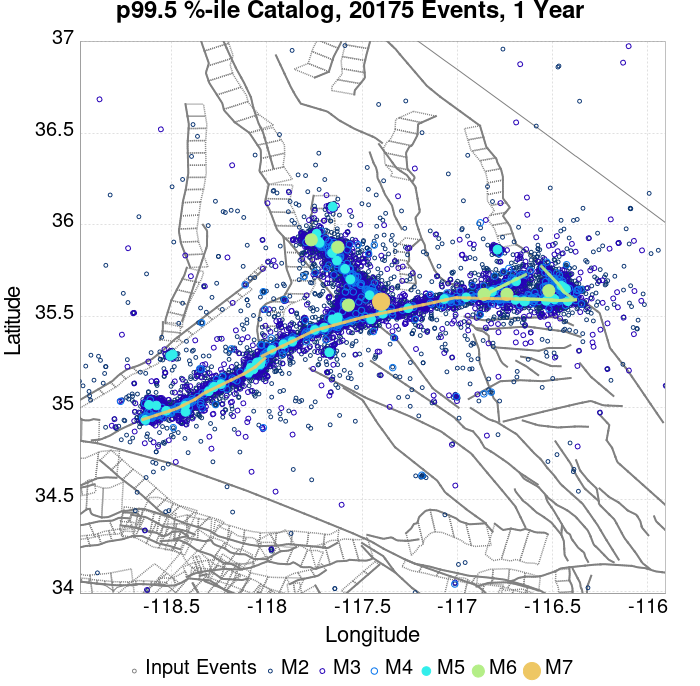 p99.5 %-ile Catalog, 20175 Events, 1 Year
37
36.5
36
35.5
35
34.5
34
Latitude
-118.5 -118 -117.5 -117 -116.5 -116
Longitude
Input Events M2 M3 M4 M5 M6 M7